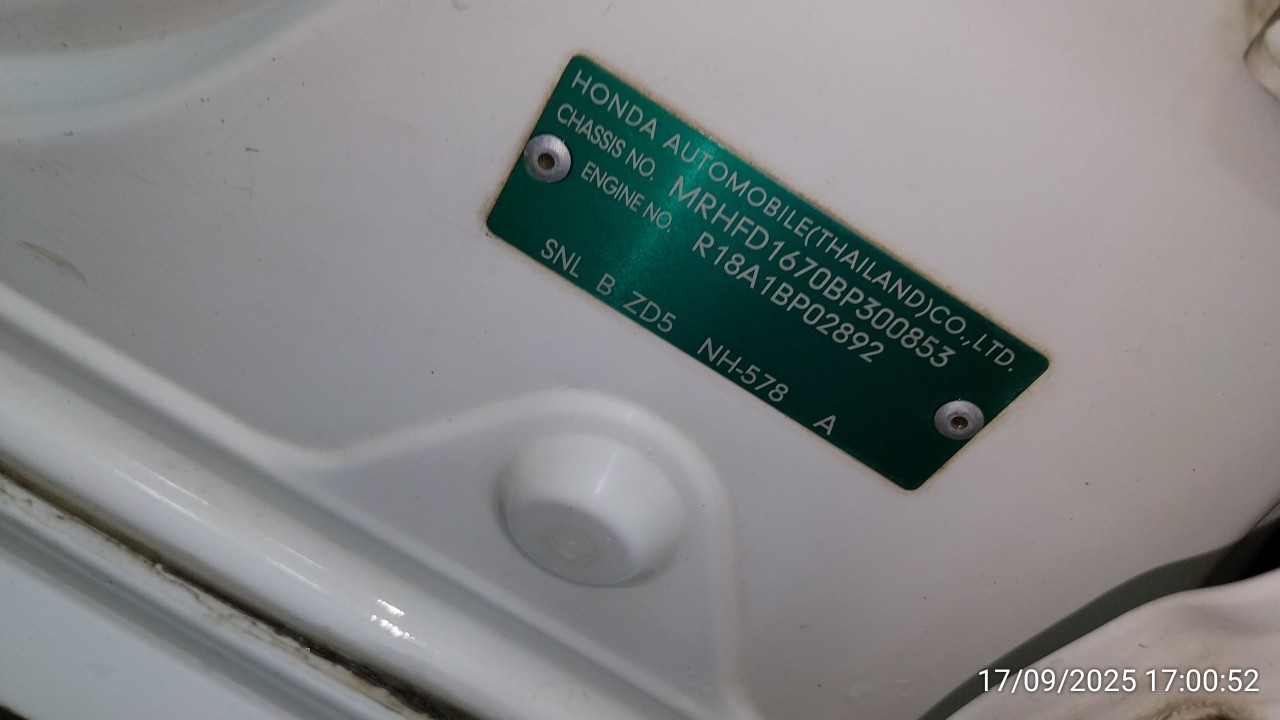 HONDA AUTOMOBILE(THAILAND)CO.,LTD.
CHASSIS NO. MRHFD1670BP300853
ENGINE NO. R18A1BP02892
SNL B ZD5 NH-578 A
17/09/2025 17:00:52